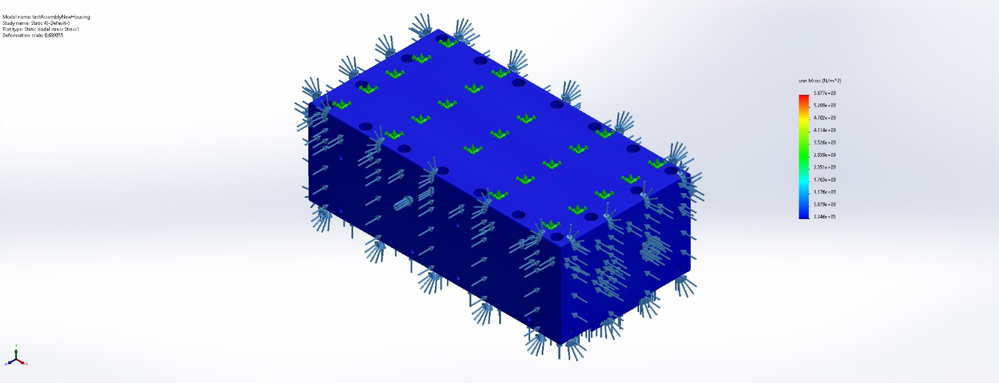 Model name: testAssemblyNewHousing
Study name: Static 4(-Default-)
Plot type: Static nodal stress Stress1
Deformation scale: 0.689055
von Mises (N/m^2)
5.877e+09
5.289e+09
4.702e+09
4.114e+09
3.526e+09
2.939e+09
2.351e+09
1.763e+09
1.176e+09
5.879e+08
2.246e+05
Y
Z
X